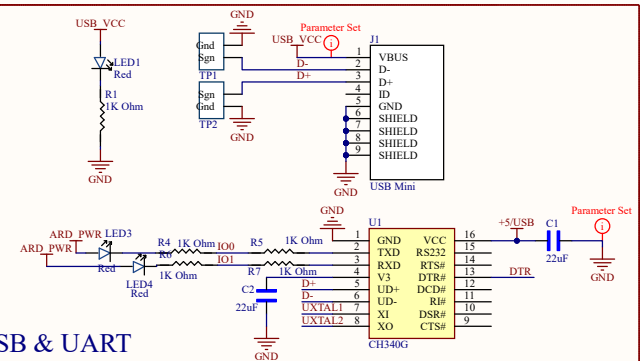 USB_VCC
LED1
Red
R1
1K Ohm
GND
GND
Gnd
Sgn
TP1
Sgn
Gnd
TP2
GND
Parameter Set
i
USB_VCC
D-
D+
J1
1 VBUS
2 D-
3 D+
4 ID
5 GND
6 SHIELD
7 SHIELD
8 SHIELD
9 SHIELD
USB Mini
GND
ARD_PWR
LED3
Red
ARD_PWR
LED4
Red
R4 1K Ohm
IO0
R5 1K Ohm
R6
1K Ohm
IO1
R7 1K Ohm
GND
C2
22uF
GND
D+
D-
UXTAL1
UXTAL2
U1
1 GND VCC 16
2 TXD RS232 15
3 RXD RTS# 14
4 V3 DTR# 13
5 UD+ DCD# 12
6 UD- RI# 11
7 XI DSR# 10
8 XO CTS# 9
CH340G
DTR
+5/USB
C1
22uF
Parameter Set
i
GND
SB & UART